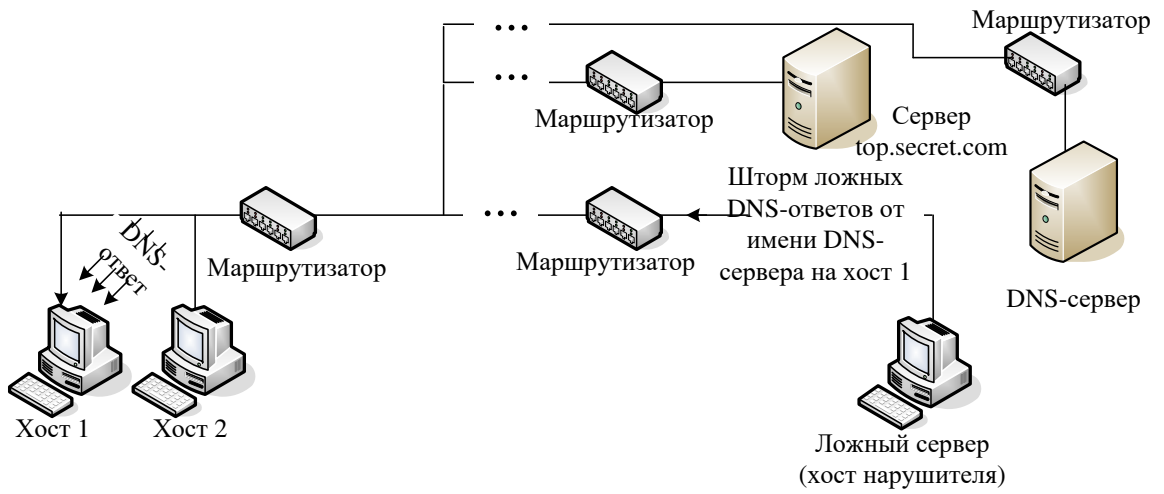 Маршрутизатор
...
...
Маршрутизатор
Сервер
top.secret.com
Шторм ложных
DNS-ответов от
имени DNS-
сервера на хост 1
DNS-
ответ
...
Маршрутизатор
Маршрутизатор
DNS-сервер
Хост 1
Хост 2
Ложный сервер
(хост нарушителя)